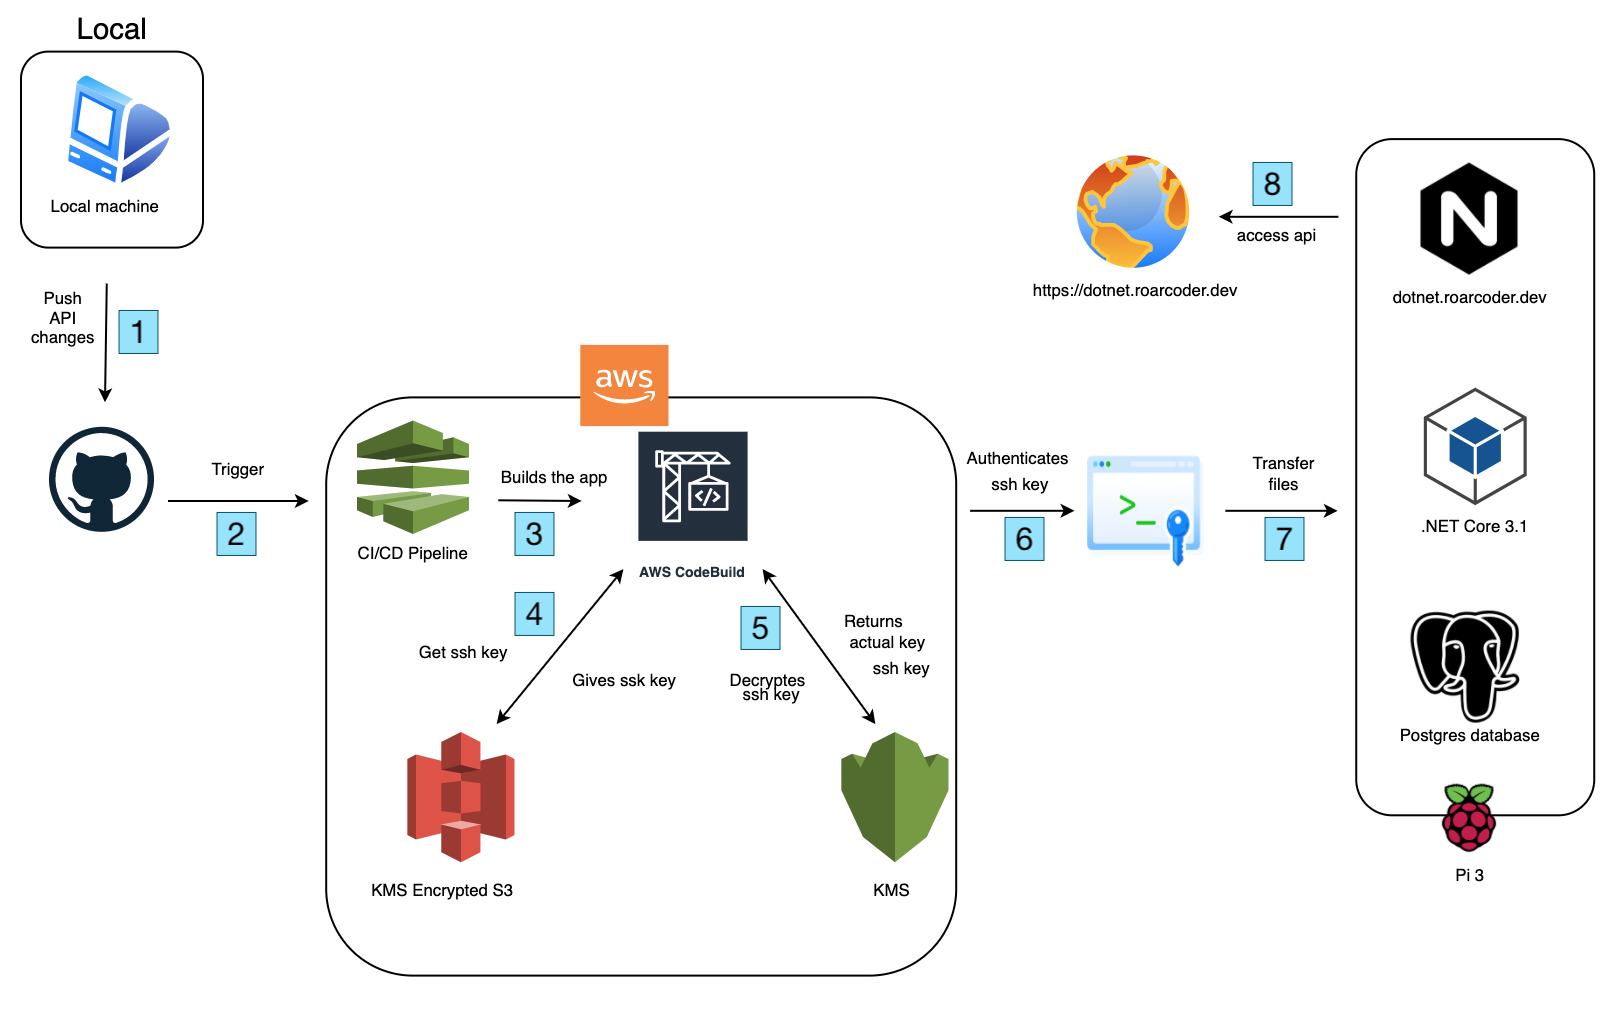 Local
Local machine
Push
API
changes
1
Trigger
2
aws
CI/CD Pipeline
Builds the app
3
AWS CodeBuild
4
Get ssh key
Gives ssk key
5
Decryptes
ssh key
Returns
actual key
ssh key
KMS Encrypted S3
KMS
Authenticates
ssh key
6
>_
Transfer
files
7
8
access api
https://dotnet.roarcoder.dev
N
dotnet.roarcoder.dev
.NET Core 3.1
Postgres database
Pi 3